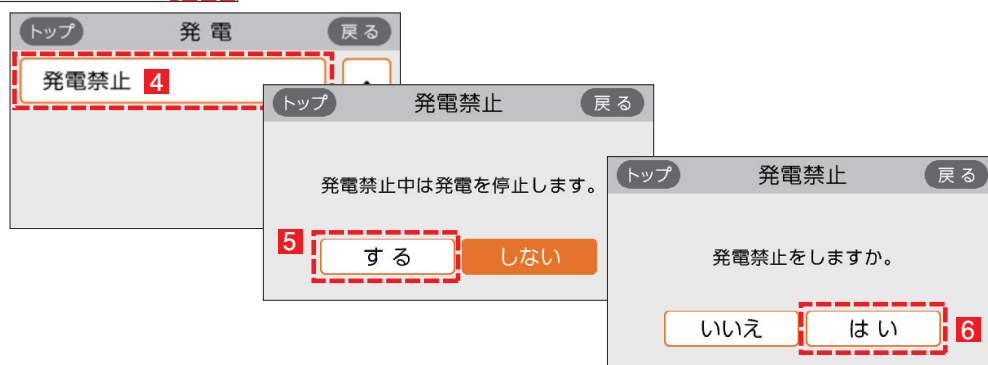 トップ 発 電 戻 る
発電禁止 4
トップ 発電禁止 戻 る
発電禁止中は発電を停止します。
5 す る しない
トップ 発電禁止 戻 る
発電禁止をしますか。
いいえ は い 6